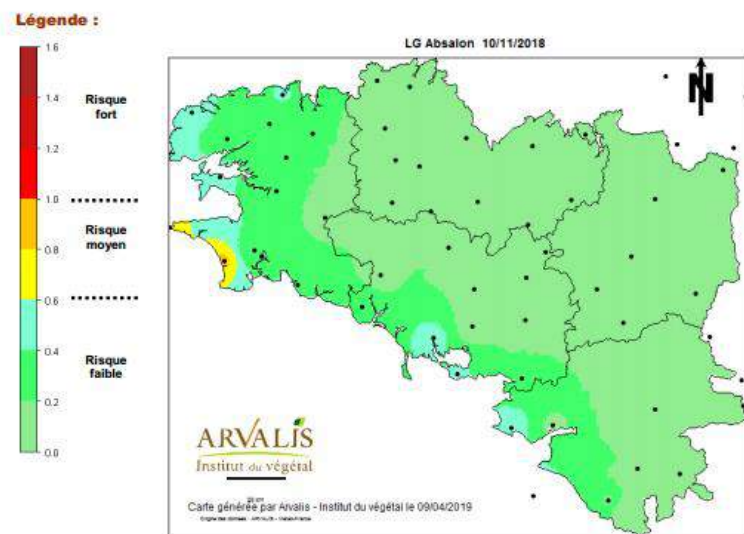 Légende :
LG Absalon 10/11/2018
N
1.6
1.4
Risque
fort
1.2
1.0
Risque
moyen
0.8
0.6
0.4
Risque
faible
0.2
0.0
ARVALIS
Institut du végétal
Carte générée par Arvalis - Institut du végétal le 09/04/2019